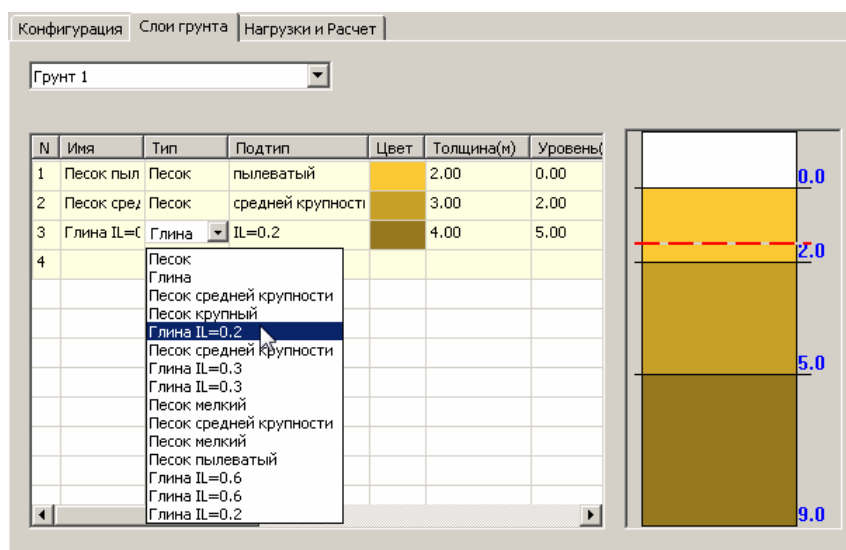 Конфигурация Слои грунта Нагрузки и Расчет
Грунт 1
N Имя Тип Подтип Цвет Толщина(м) Уровень(
1 Песок пыл Песок пылеватый 2.00 0.00
2 Песок сред Песок средней крупности 3.00 2.00
3 Глина IL=0 Глина IL=0.2 4.00 5.00
4
Песок
Глина
Песок средней крупности
Песок крупный
Глина IL=0.2
Песок средней крупности
Глина IL=0.3
Глина IL=0.3
Песок мелкий
Песок средней крупности
Песок мелкий
Песок пылеватый
Глина IL=0.6
Глина IL=0.6
Глина IL=0.2
0.0
2.0
5.0
9.0